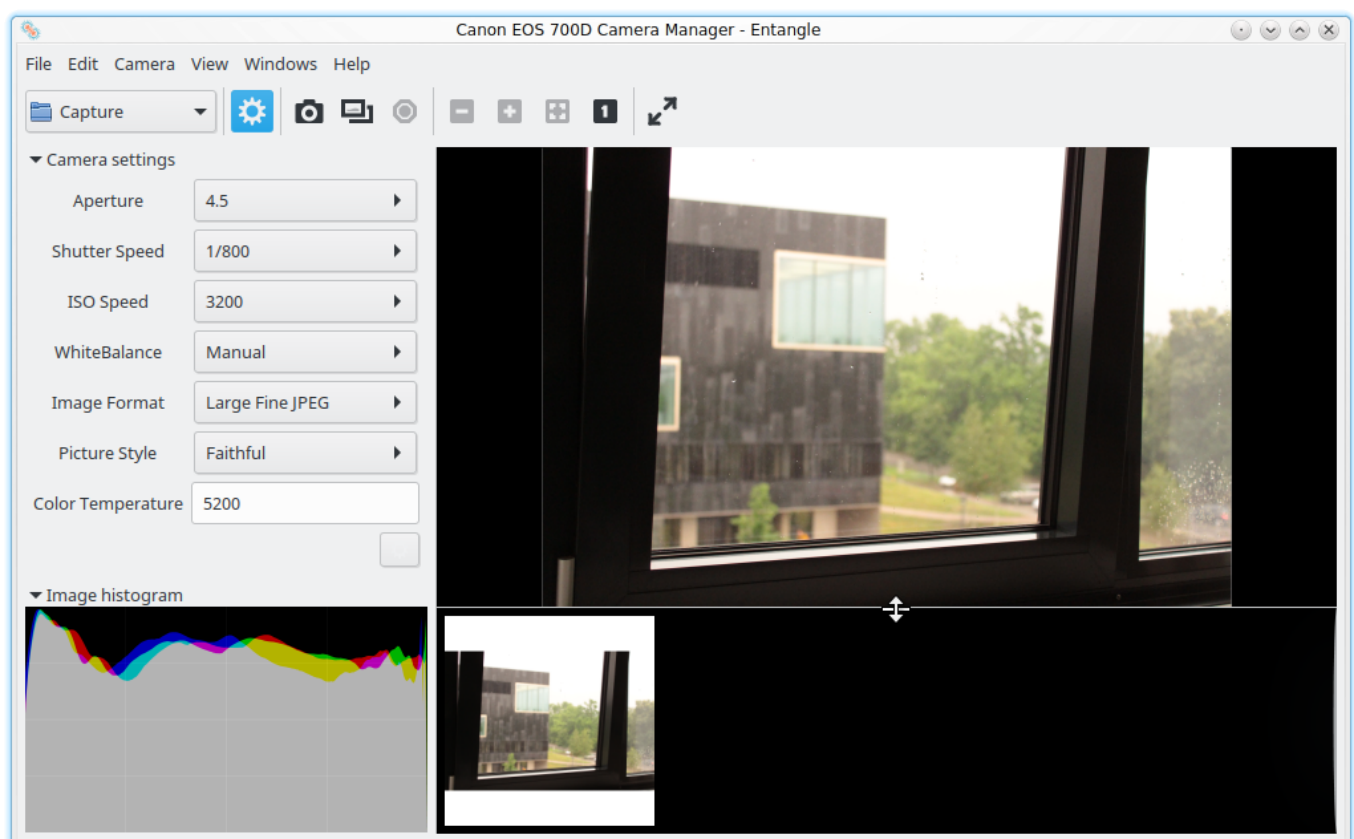 Canon EOS 700D Camera Manager - Entangle
File Edit Camera View Windows Help
Capture
1
Camera settings
Aperture 4.5
Shutter Speed 1/800
ISO Speed 3200
WhiteBalance Manual
Image Format Large Fine JPEG
Picture Style Faithful
Color Temperature 5200
Image histogram